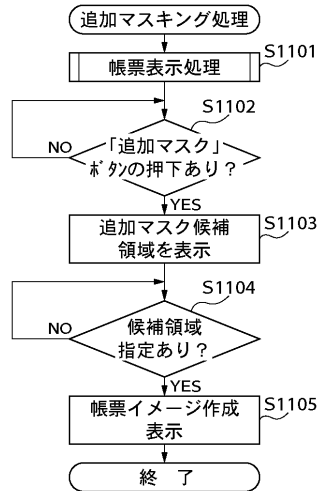 追加マスキング処理
帳票表示処理
S1101
S1102
「追加マスク」
ﾎﾞﾀﾝの押下あり？
NO
YES
追加マスク候補
領域を表示
S1103
S1104
候補領域
指定あり？
NO
YES
帳票イメージ作成
表示
S1105
終 了